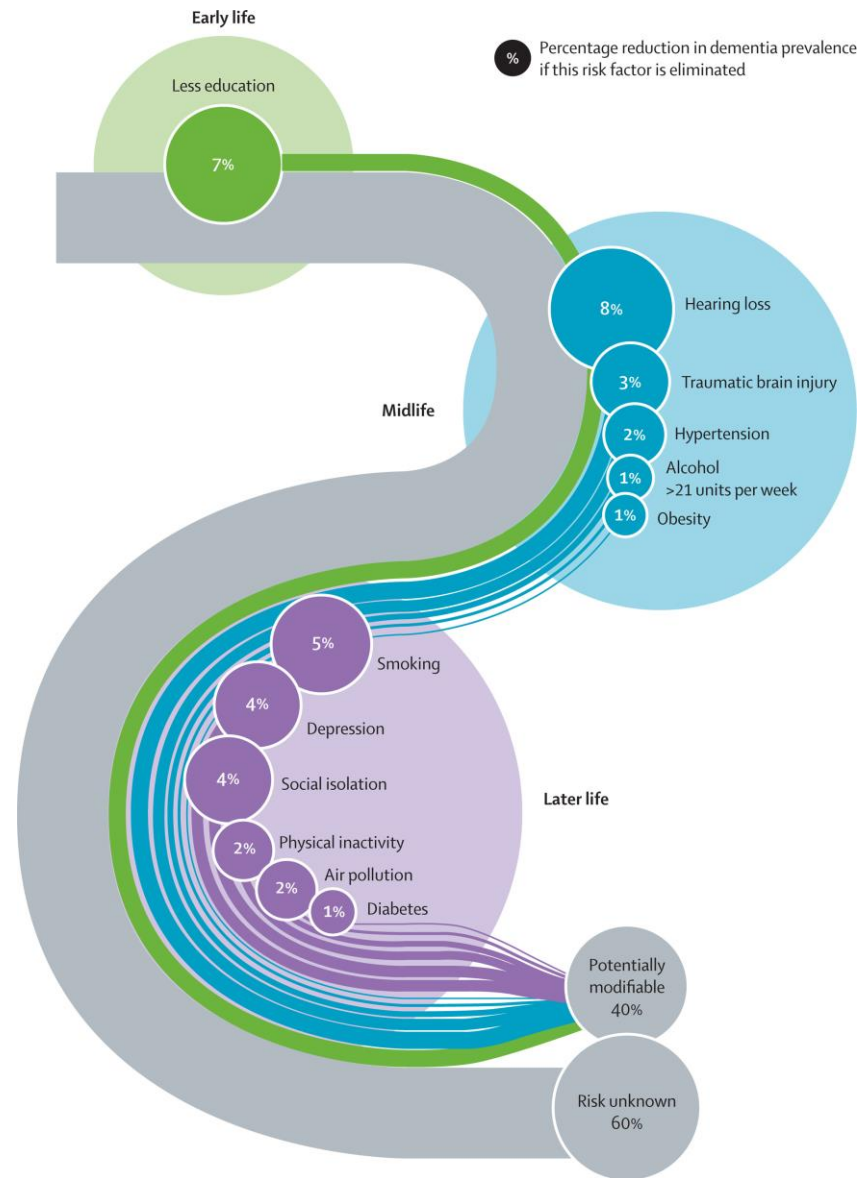 Early life
%
Percentage reduction in dementia prevalence
if this risk factor is eliminated
Less education
7%
8%
Hearing loss
3%
Traumatic brain injury
Midlife
2%
Hypertension
1%
Alcohol
>21 units per week
1%
Obesity
5%
Smoking
4%
Depression
4%
Social isolation
Later life
2%
Physical inactivity
2%
Air pollution
1%
Diabetes
Potentially
modifiable
40%
Risk unknown
60%